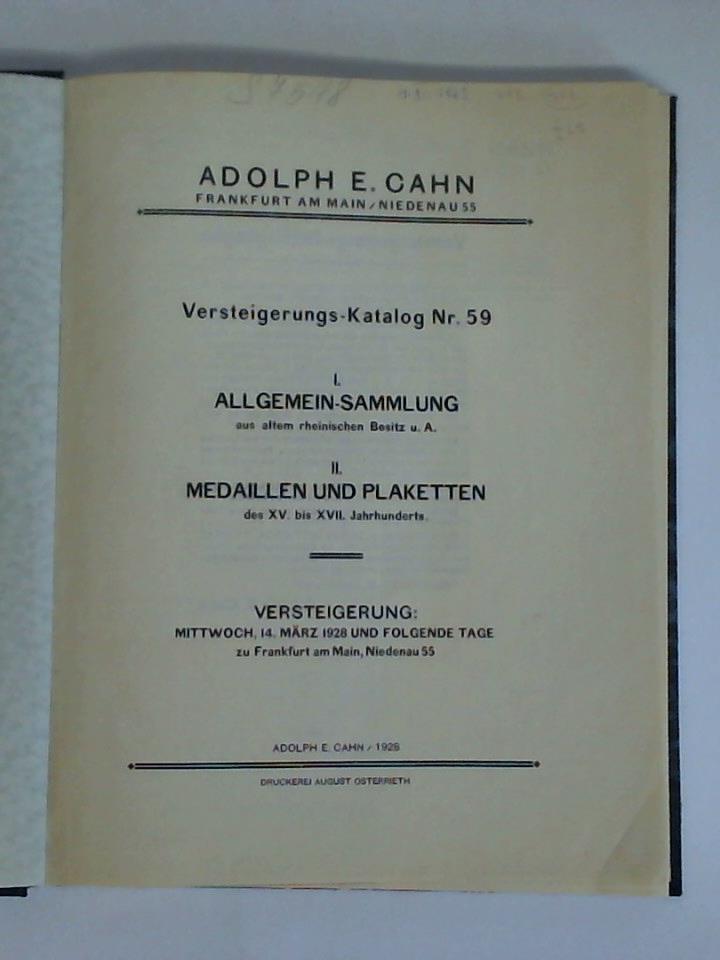 ADOLPH E. CAHN
FRANKFURT AM MAIN / NIEDENAU 55
Versteigerungs-Katalog Nr. 59
I.
ALLGEMEIN-SAMMLUNG
aus altem rheinischen Besitz u. A.
II.
MEDAILLEN UND PLAKETTEN
des XV. bis XVII. Jahrhunderts.
VERSTEIGERUNG:
MITTWOCH, 14. MÄRZ 1928 UND FOLGENDE TAGE
zu Frankfurt am Main, Niedenau 55
ADOLPH E. CAHN / 1928
DRUCKEREI AUGUST OSTERRIETH